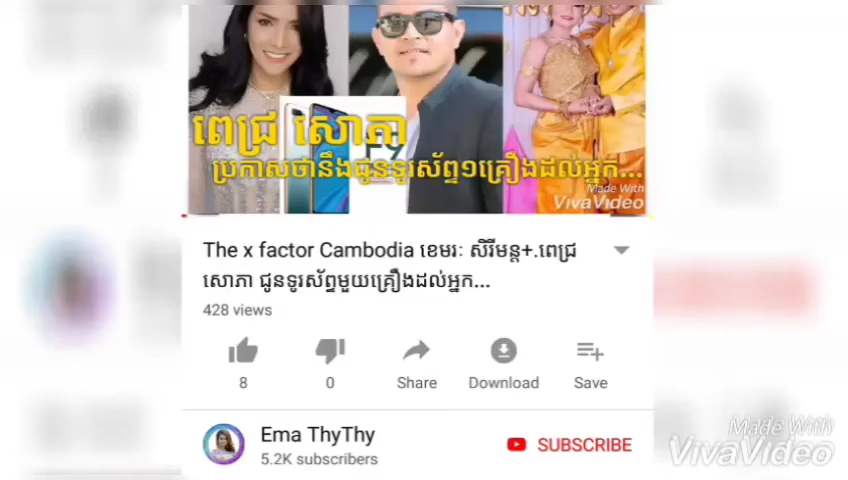 ពេជ្រ សោភា
F9
ប្រកាសថានឹងជូនទូរស័ព្ទ១គ្រឿងដល់អ្នក...
Made With
VivaVideo
The x factor Cambodia ខេមរៈ សិរីមន្ត+.ពេជ្រ
សោភា ជូនទូរស័ព្ទមួយគ្រឿងដល់អ្នក...
428 views
8
0
Share
Download
Save
Ema ThyThy
5.2K subscribers
SUBSCRIBE
Made With
VivaVideo